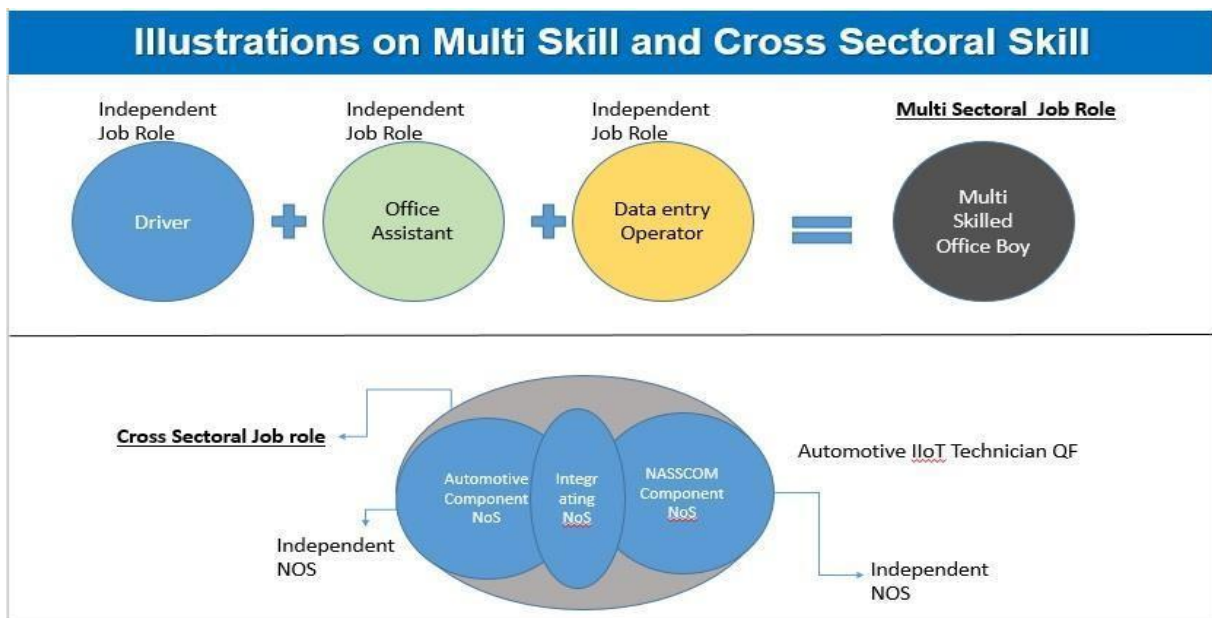 Illustrations on Multi Skill and Cross Sectoral Skill
Independent
Job Role
Independent
Job Role
Independent
Job Role
Multi Sectoral Job Role
Driver
Office
Assistant
Data entry
Operator
Multi
Skilled
Office Boy
Cross Sectoral Job role
Automotive
Component
NoS
Integr
ating
NoS
NASSCOM
Component
NoS
Automotive IIoT Technician QF
Independent
NOS
Independent
NOS